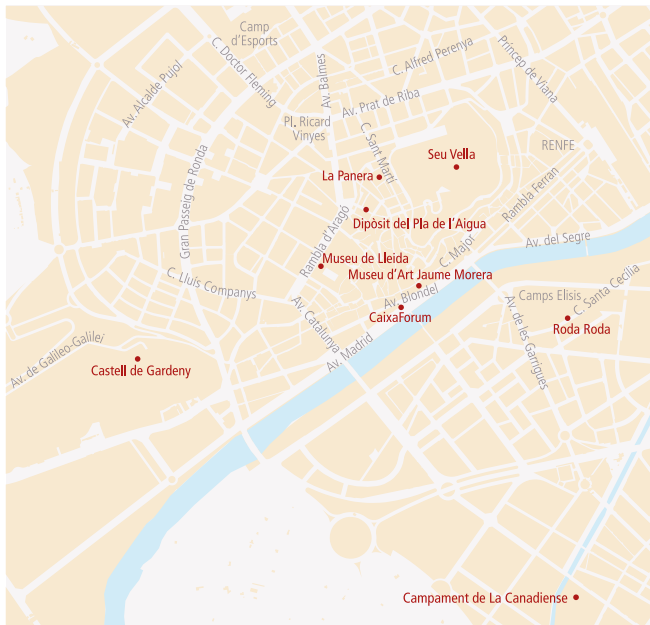 Camp
d'Esports
C. Doctor Fleming
Av. Balmes
C. Alfred Perenya
Príncep de Viana
Av. Alcalde Pujol
Av. Prat de Riba
Pl. Ricard
Vinyes
C. Sant Martí
RENFE
Seu Vella
La Panera
Rambla Ferran
Dipòsit del Pla de l'Aigua
Gran Passeig de Ronda
Rambla d'Aragó
C. Major
Av. del Segre
Museu de Lleida
Museu d'Art Jaume Morera
C. Lluís Companys
Av. Blondel
Camps Elisis
C. Santa Cecília
CaixaForum
Av. Catalunya
Av. de les Garrigues
Roda Roda
Av. Madrid
Av. de Galileo-Galilei
Castell de Gardeny
Campament de La Canadiense